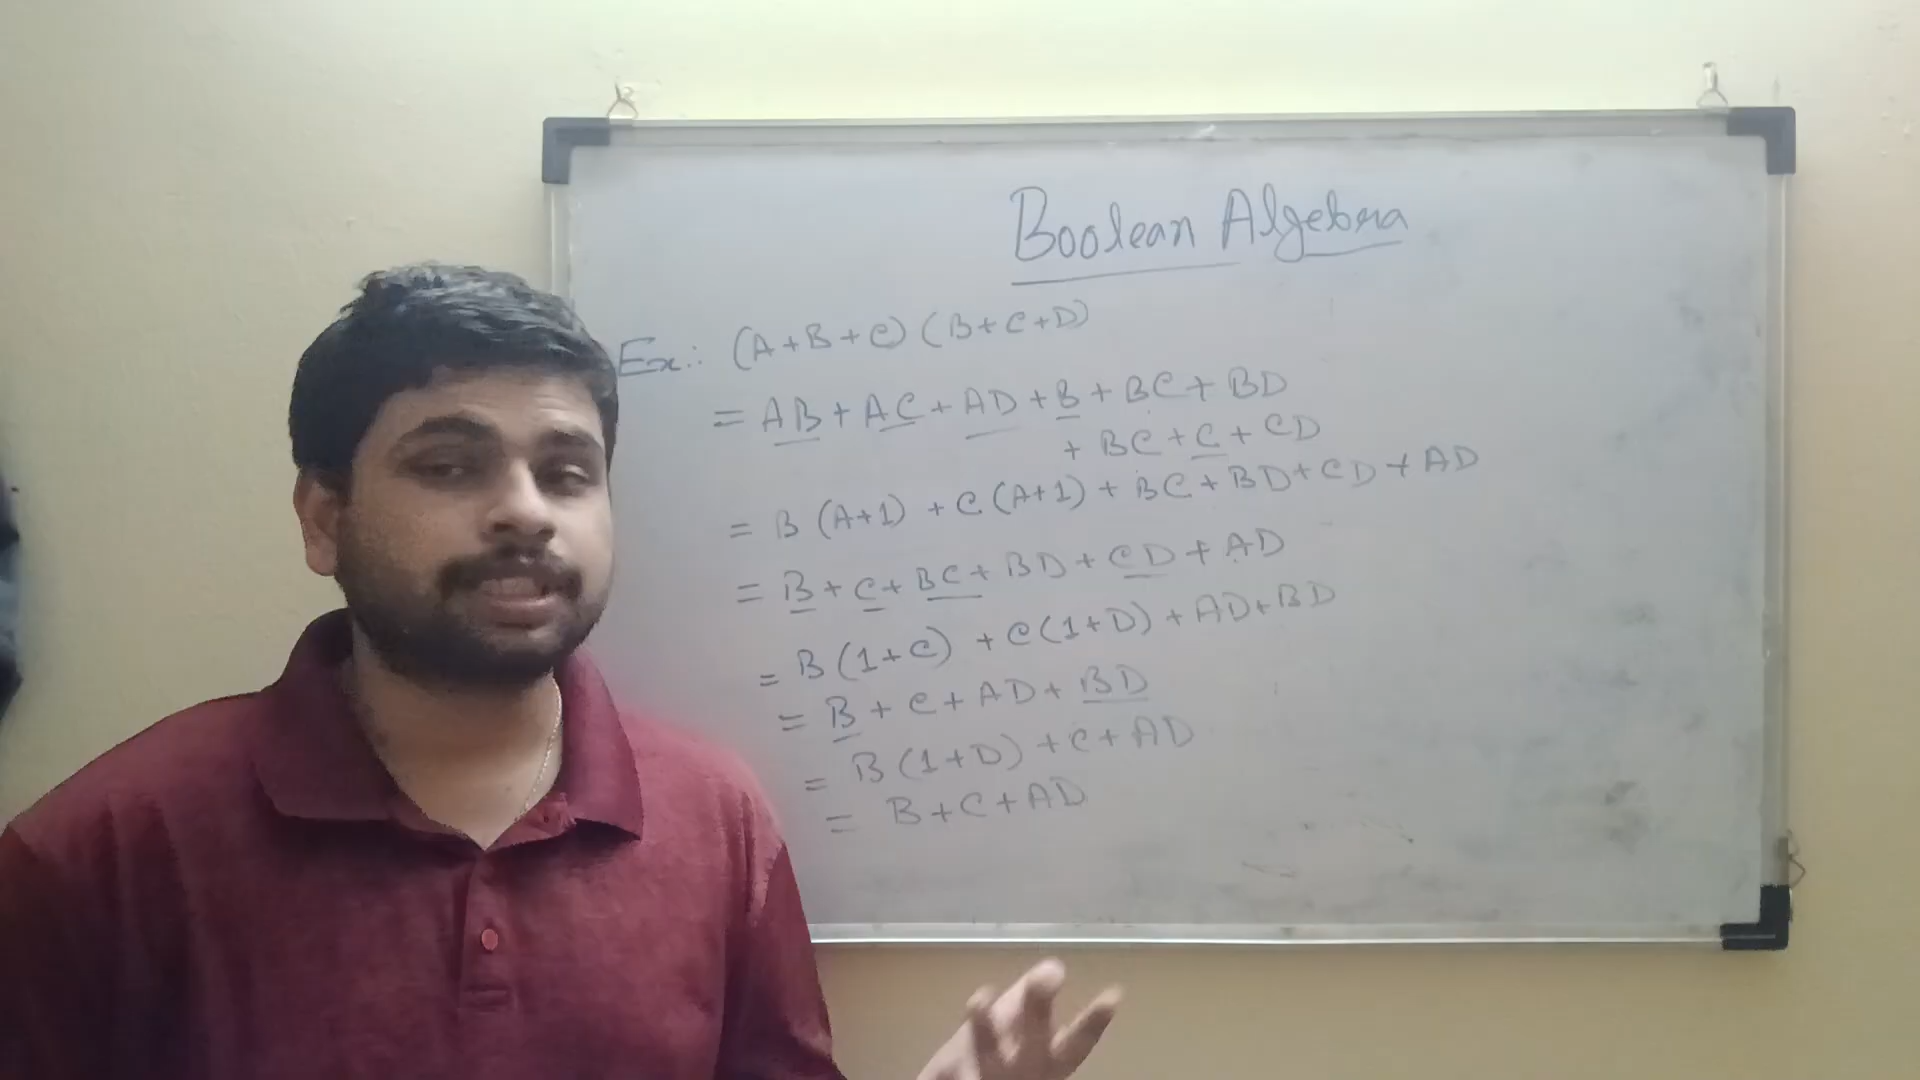 Boolean Algebra
Ex.: (A+B+C) (B+C+D)
= AB + AC + AD + B + BC + BD
+ BC + C + CD
= B (A+1) + C (A+1) + BC + BD + CD + AD
= B + C + BC + BD + CD + AD
= B (1+C) + C (1+D) + AD + BD
= B + C + AD + BD
= B (1+D) + C + AD
= B + C + AD